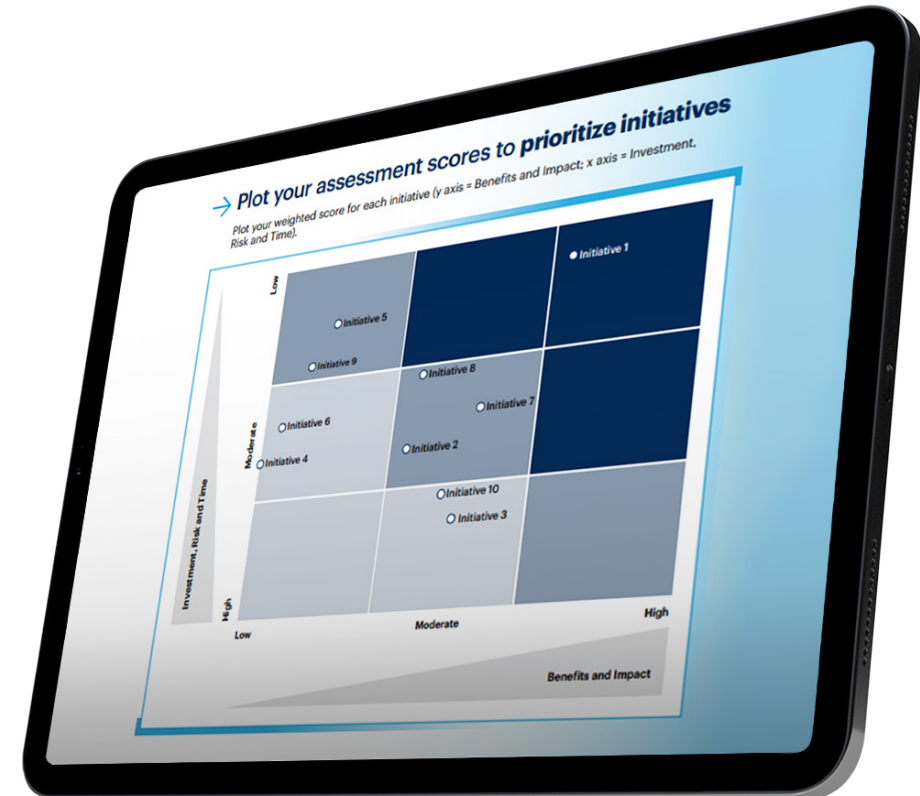 → Plot your assessment scores to prioritize initiatives
Plot your weighted score for each initiative (y axis = Benefits and Impact; x axis = Investment,
Risk and Time).
Low
Initiative 1
Initiative 5
Initiative 9
Initiative 8
Initiative 7
Moderate
Initiative 6
Initiative 2
Initiative 4
Initiative 10
Initiative 3
Investment, Risk and Time
High
Low
Moderate
High
Benefits and Impact